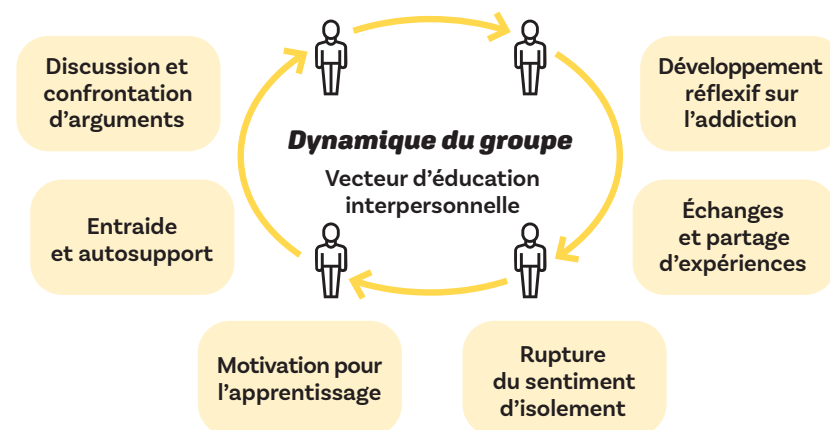 Discussion et
confrontation
d’arguments
Développement
réflexif sur
l’addiction
Dynamique du groupe
Vecteur d’éducation
interpersonnelle
Entraide
et autosupport
Échanges
et partage
d’expériences
Motivation pour
l’apprentissage
Rupture
du sentiment
d’isolement